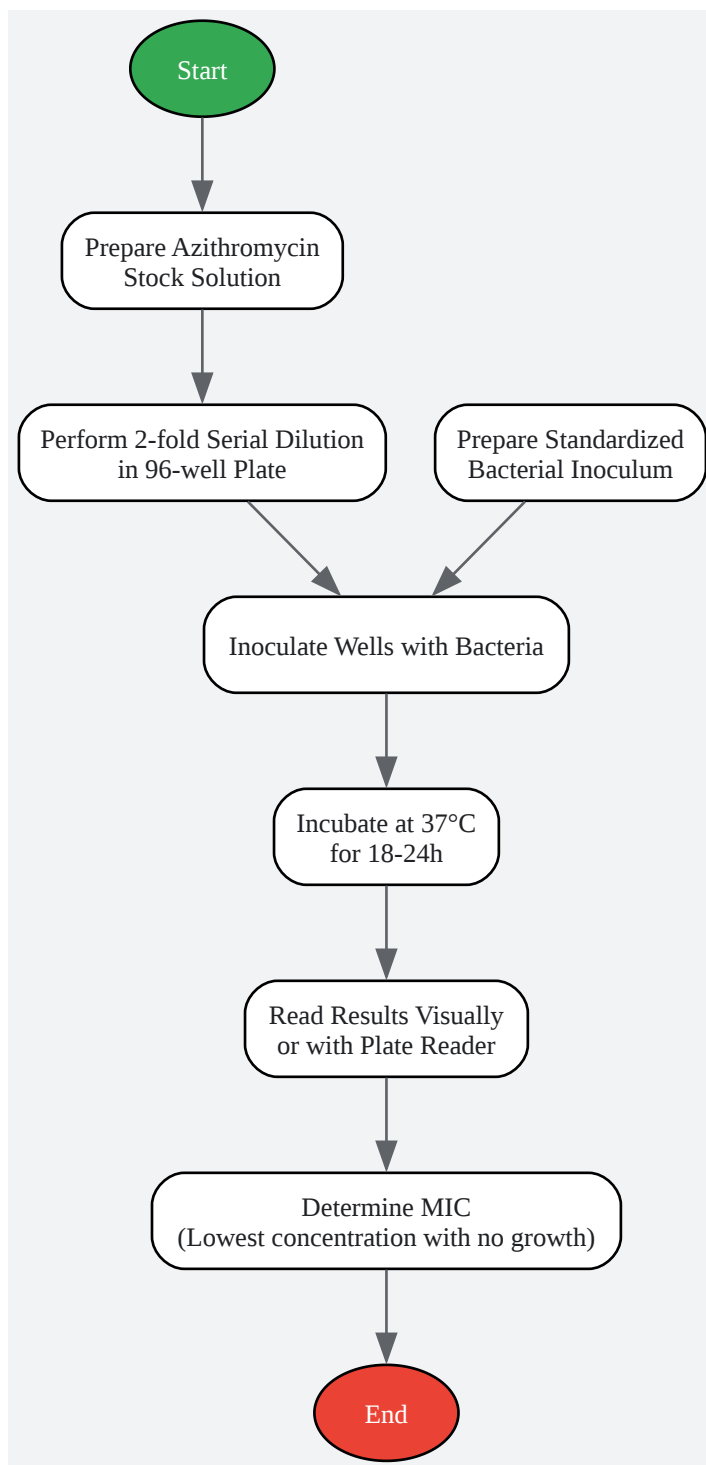 Start
Prepare Azithromycin
Stock Solution
Perform 2-fold Serial Dilution
in 96-well Plate
Prepare Standardized
Bacterial Inoculum
Inoculate Wells with Bacteria
Incubate at 37°C
for 18-24h
Read Results Visually
or with Plate Reader
Determine MIC
(Lowest concentration with no growth)
End